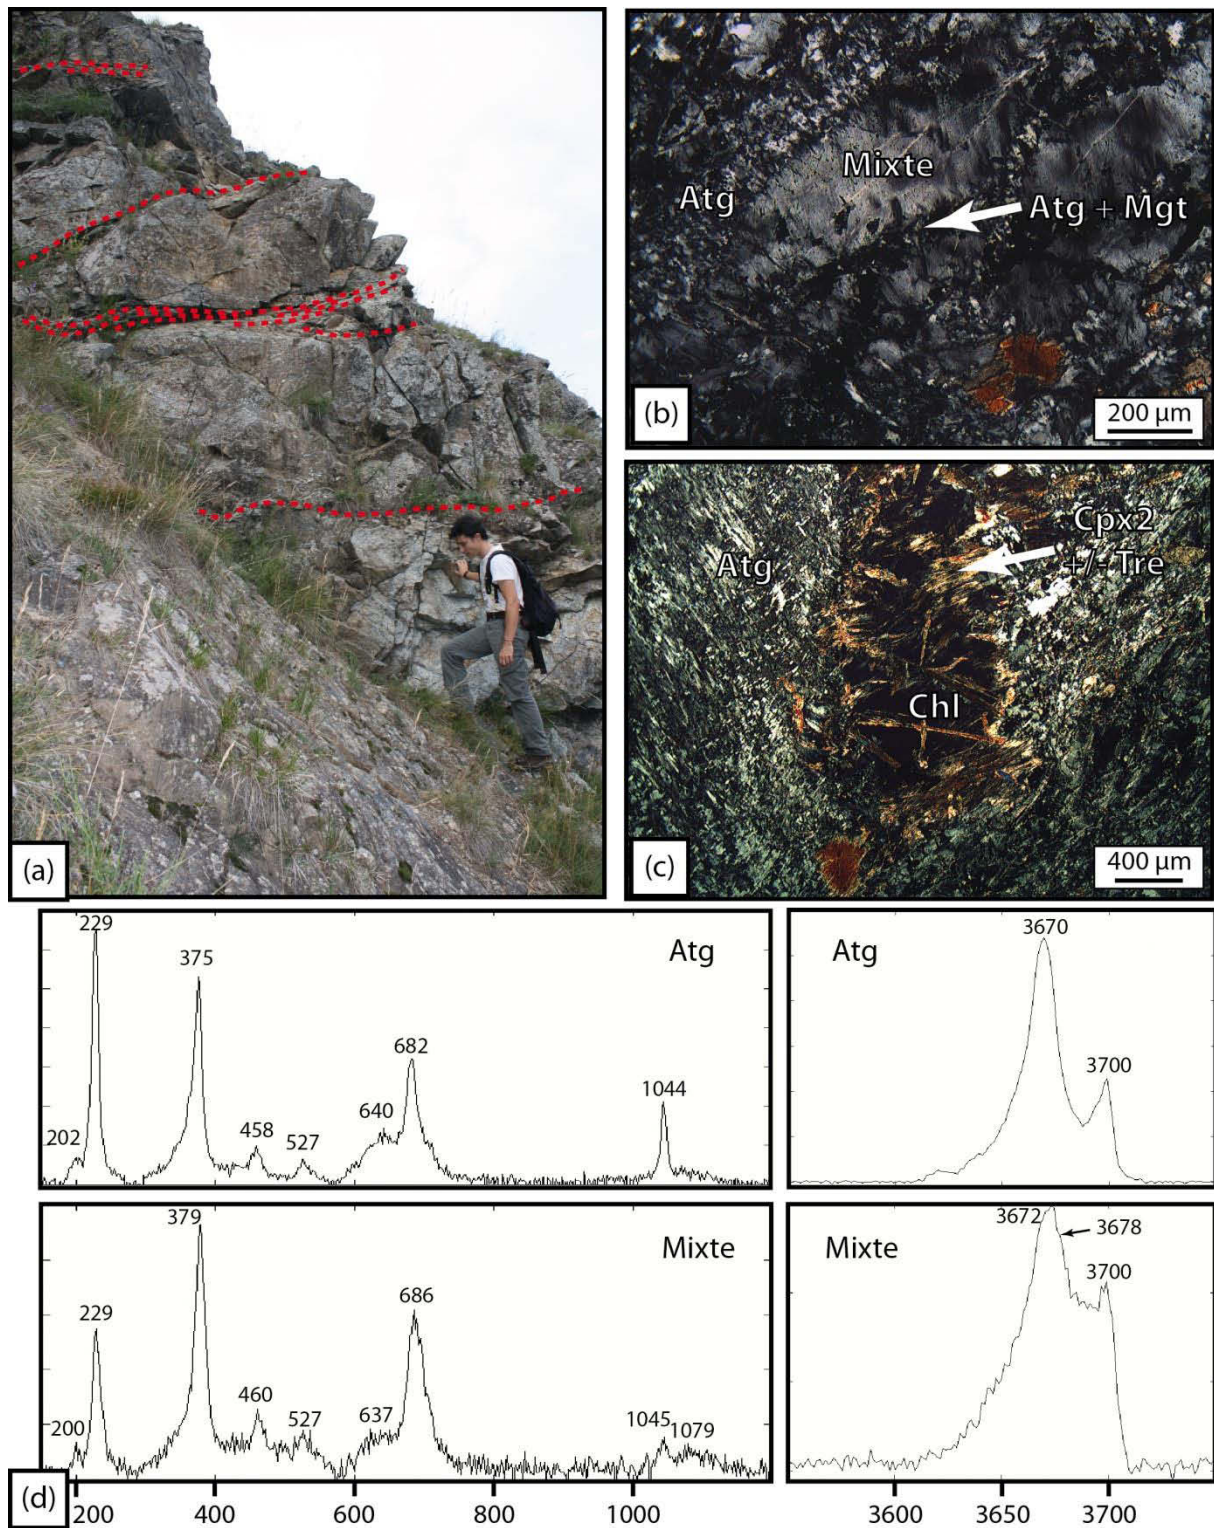 (a)
Mixte
Atg
Atg + Mgt
(b)
200 µm
Cpx2
+/- Tre
Atg
Chl
(c)
400 µm
229
375
Atg
682
1044
640
458
202
527
Atg
3670
3700
379
Mixte
229
686
460
200
527
637
1045
1079
Mixte
3672
3678
3700
(d)
200 400 600 800 1000
3600 3650 3700